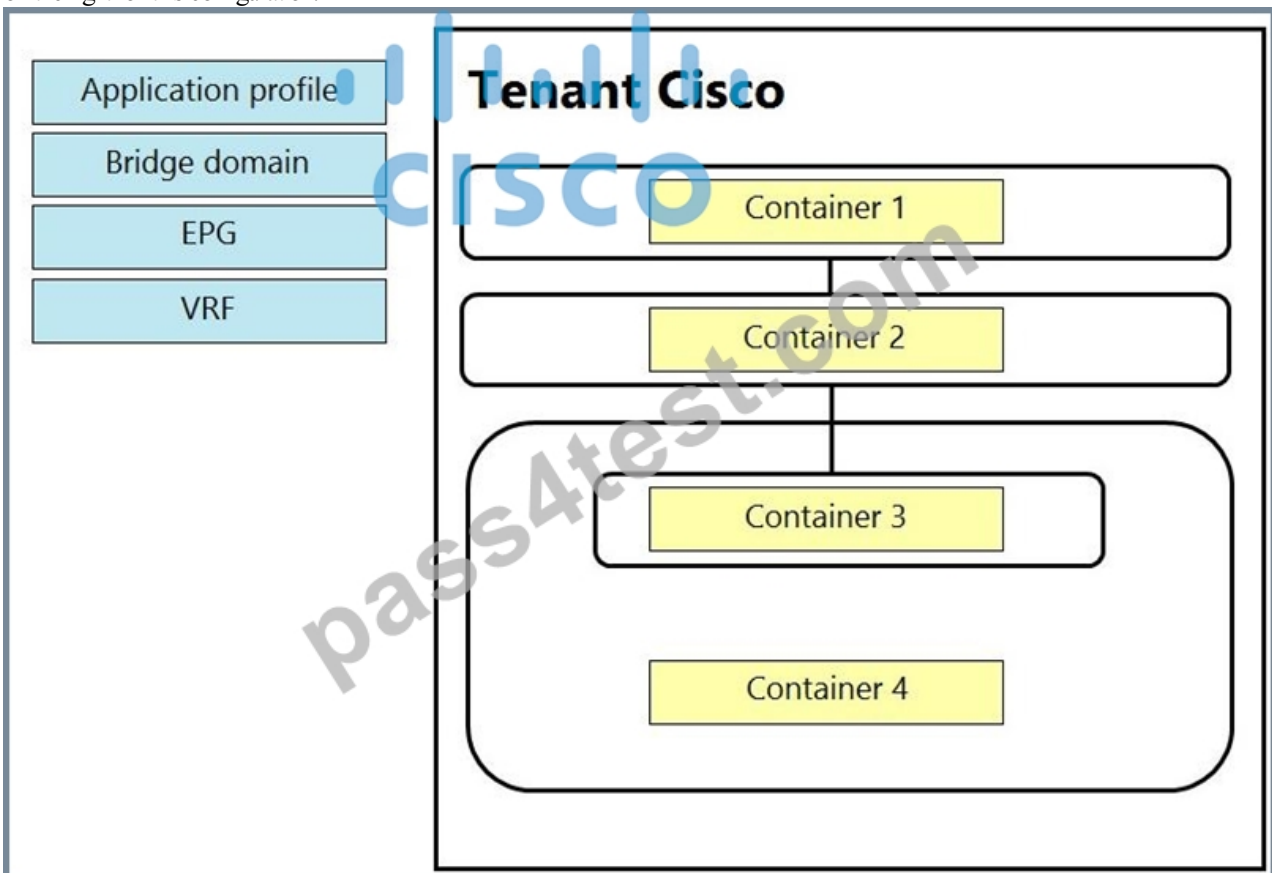 Application profile
Bridge domain
EPG
VRF
Tenant Cisco
CISCO
Container 1
Container 2
Container 3
Container 4
pass4test.com